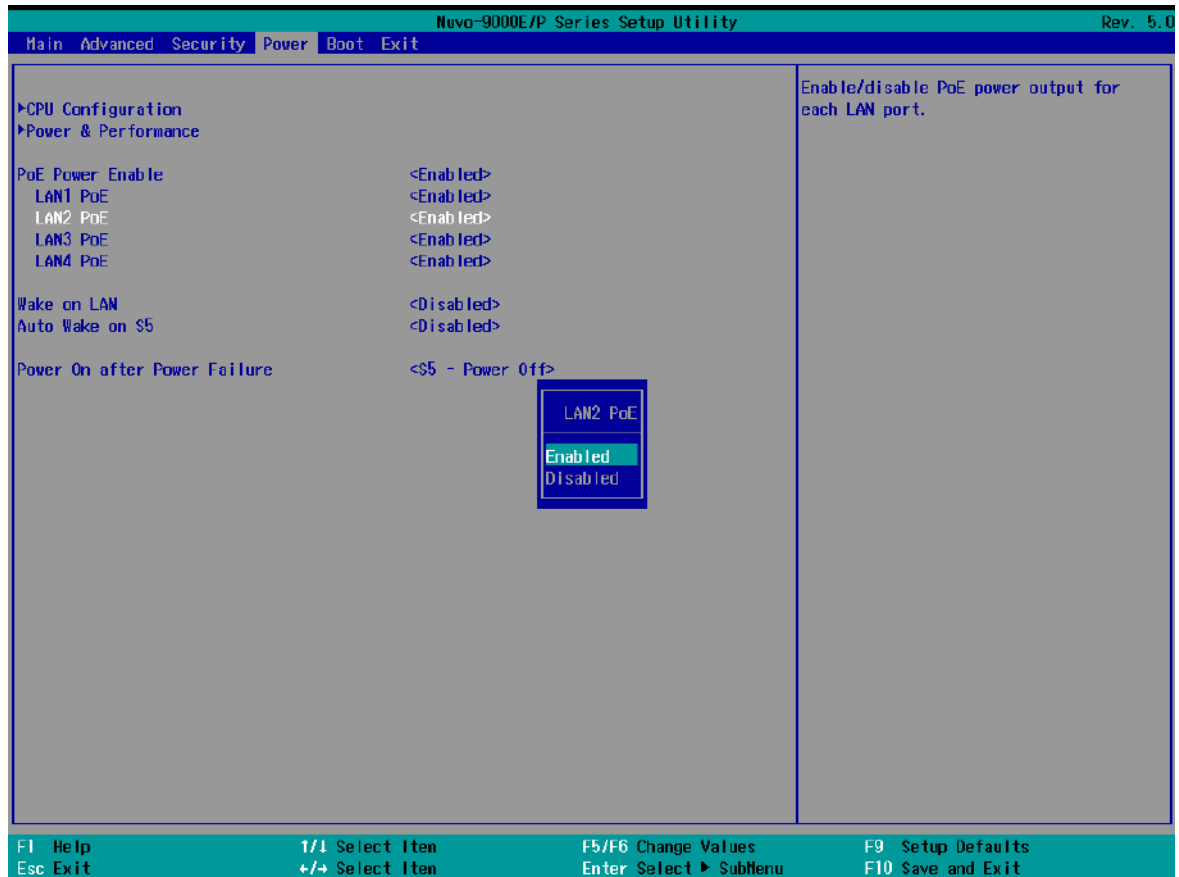 Nuvo-9000E/P Series Setup Utility Rev. 5.0
Main Advanced Security Power Boot Exit
►CPU Configuration
►Power & Performance
PoE Power Enable <Enabled>
LAN1 PoE <Enabled>
LAN2 PoE <Enabled>
LAN3 PoE <Enabled>
LAN4 PoE <Enabled>
Wake on LAN <Disabled>
Auto Wake on S5 <Disabled>
Power On after Power Failure <S5 - Power Off>
Enable/disable PoE power output for
each LAN port.
LAN2 PoE
Enabled
Disabled
F1 Help ↑/↓ Select Item F5/F6 Change Values F9 Setup Defaults
Esc Exit ←/→ Select Item Enter Select ► SubMenu F10 Save and Exit